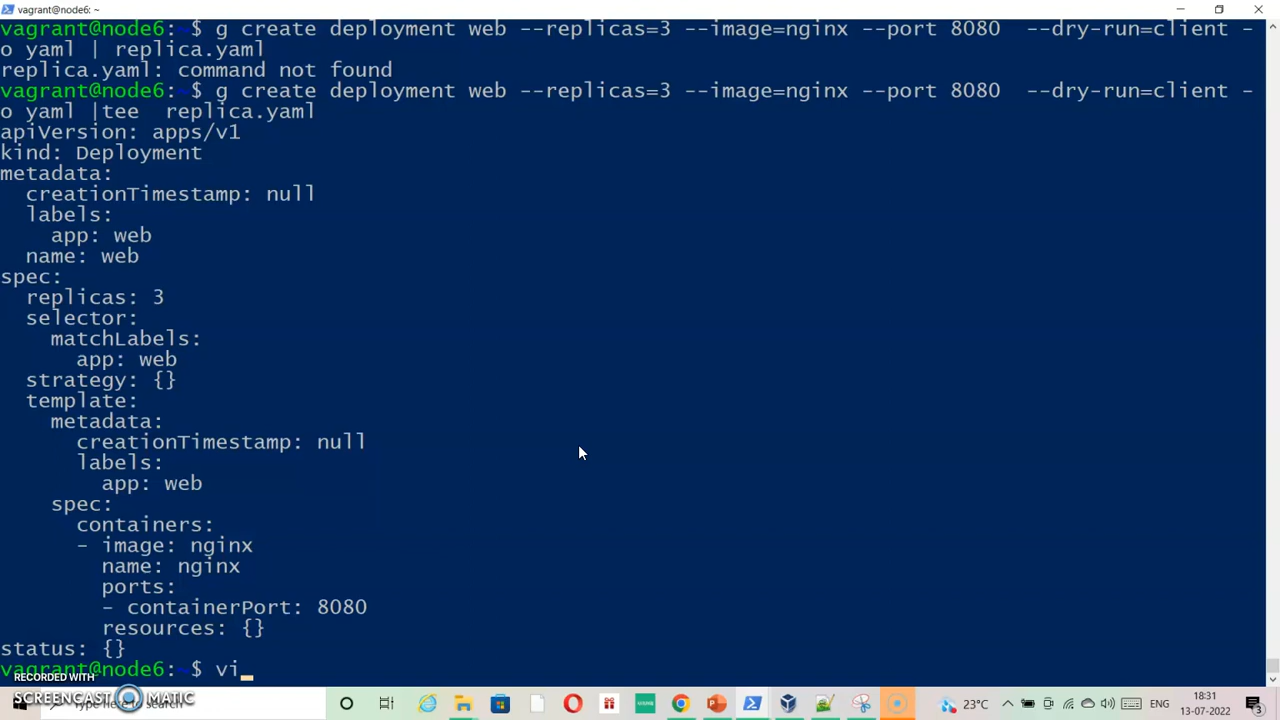 vagrant@node6: ~
vagrant@node6:~$ g create deployment web --replicas=3 --image=nginx --port 8080  --dry-run=client -
o yaml | replica.yaml
replica.yaml: command not found
vagrant@node6:~$ g create deployment web --replicas=3 --image=nginx --port 8080  --dry-run=client -
o yaml |tee  replica.yaml
apiVersion: apps/v1
kind: Deployment
metadata:
  creationTimestamp: null
  labels:
    app: web
  name: web
spec:
  replicas: 3
  selector:
    matchLabels:
      app: web
  strategy: {}
  template:
    metadata:
      creationTimestamp: null
      labels:
        app: web
    spec:
      containers:
      - image: nginx
        name: nginx
        ports:
        - containerPort: 8080
        resources: {}
status: {}
vagrant@node6:~$ vi
RECORDED WITH
SCREENCAST MATIC
here to search
23°C
ENG
18:31
13-07-2022
3